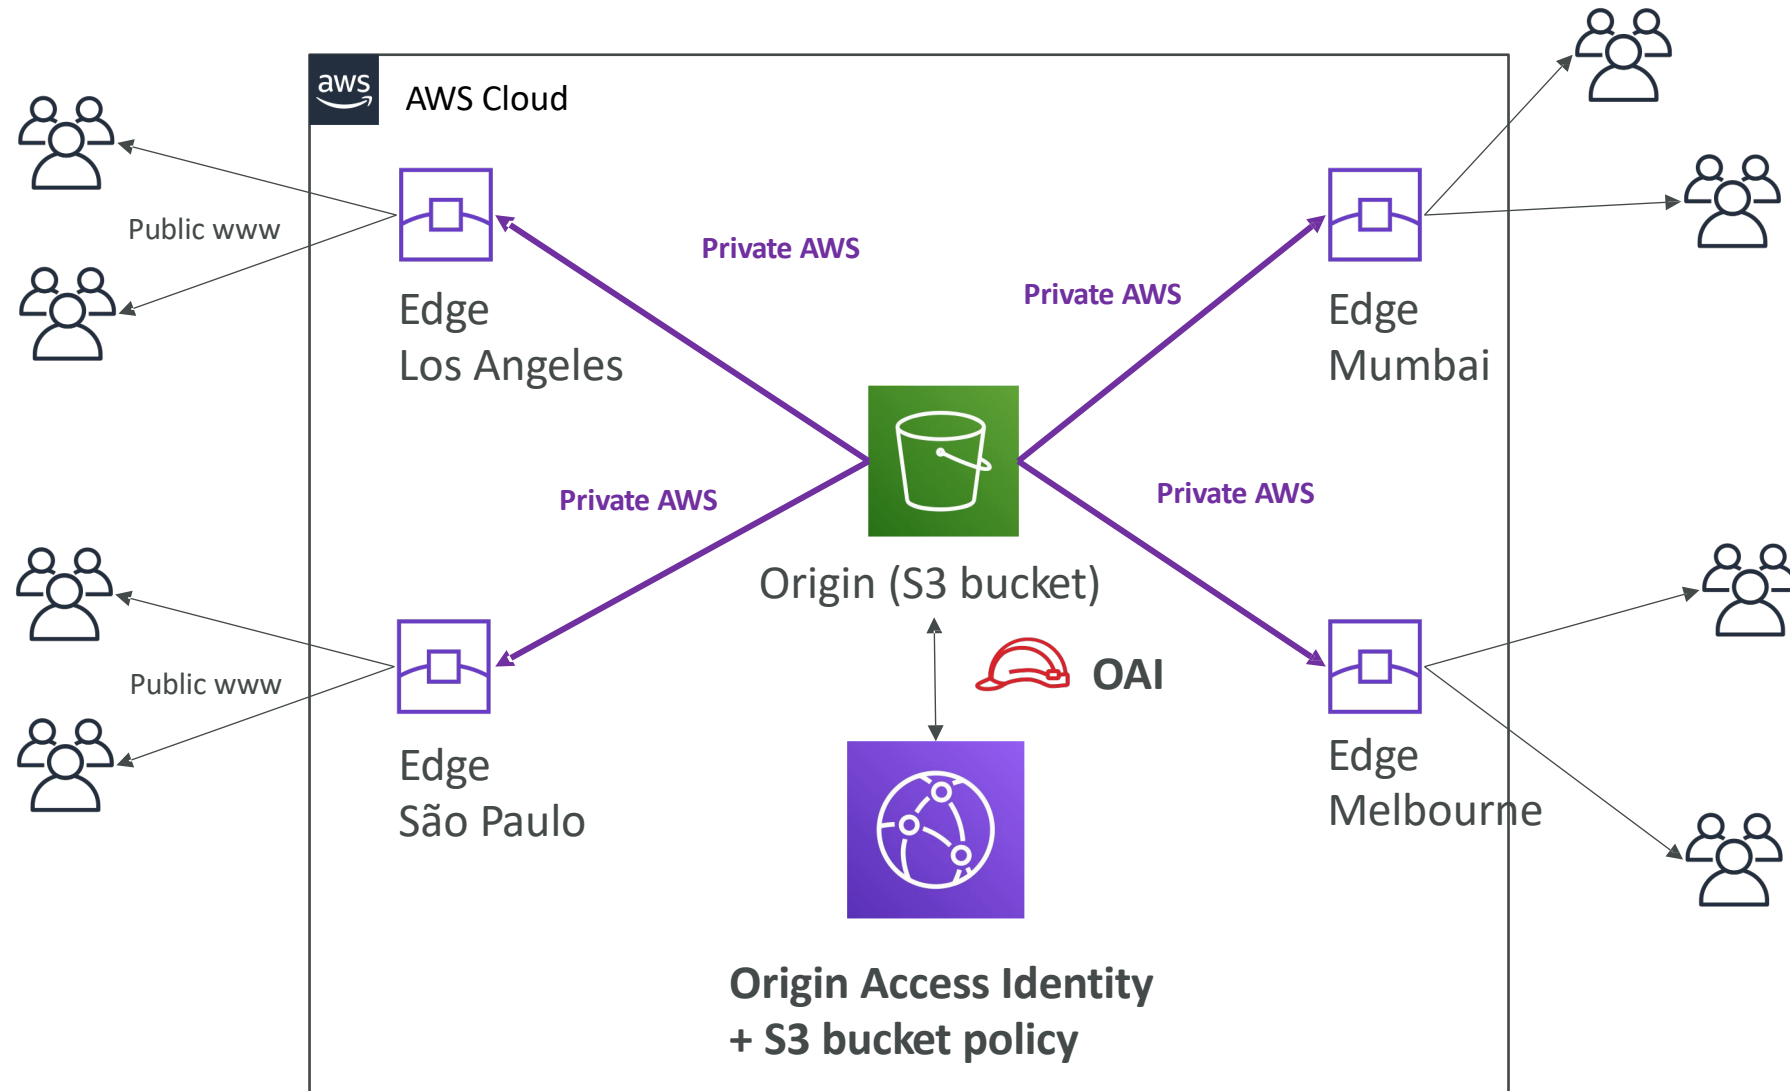 aws
AWS Cloud
Public www
Private AWS
Private AWS
Edge
Los Angeles
Edge
Mumbai
Private AWS
Private AWS
Origin (S3 bucket)
OAI
Public www
Edge
São Paulo
Edge
Melbourne
Origin Access Identity
+ S3 bucket policy